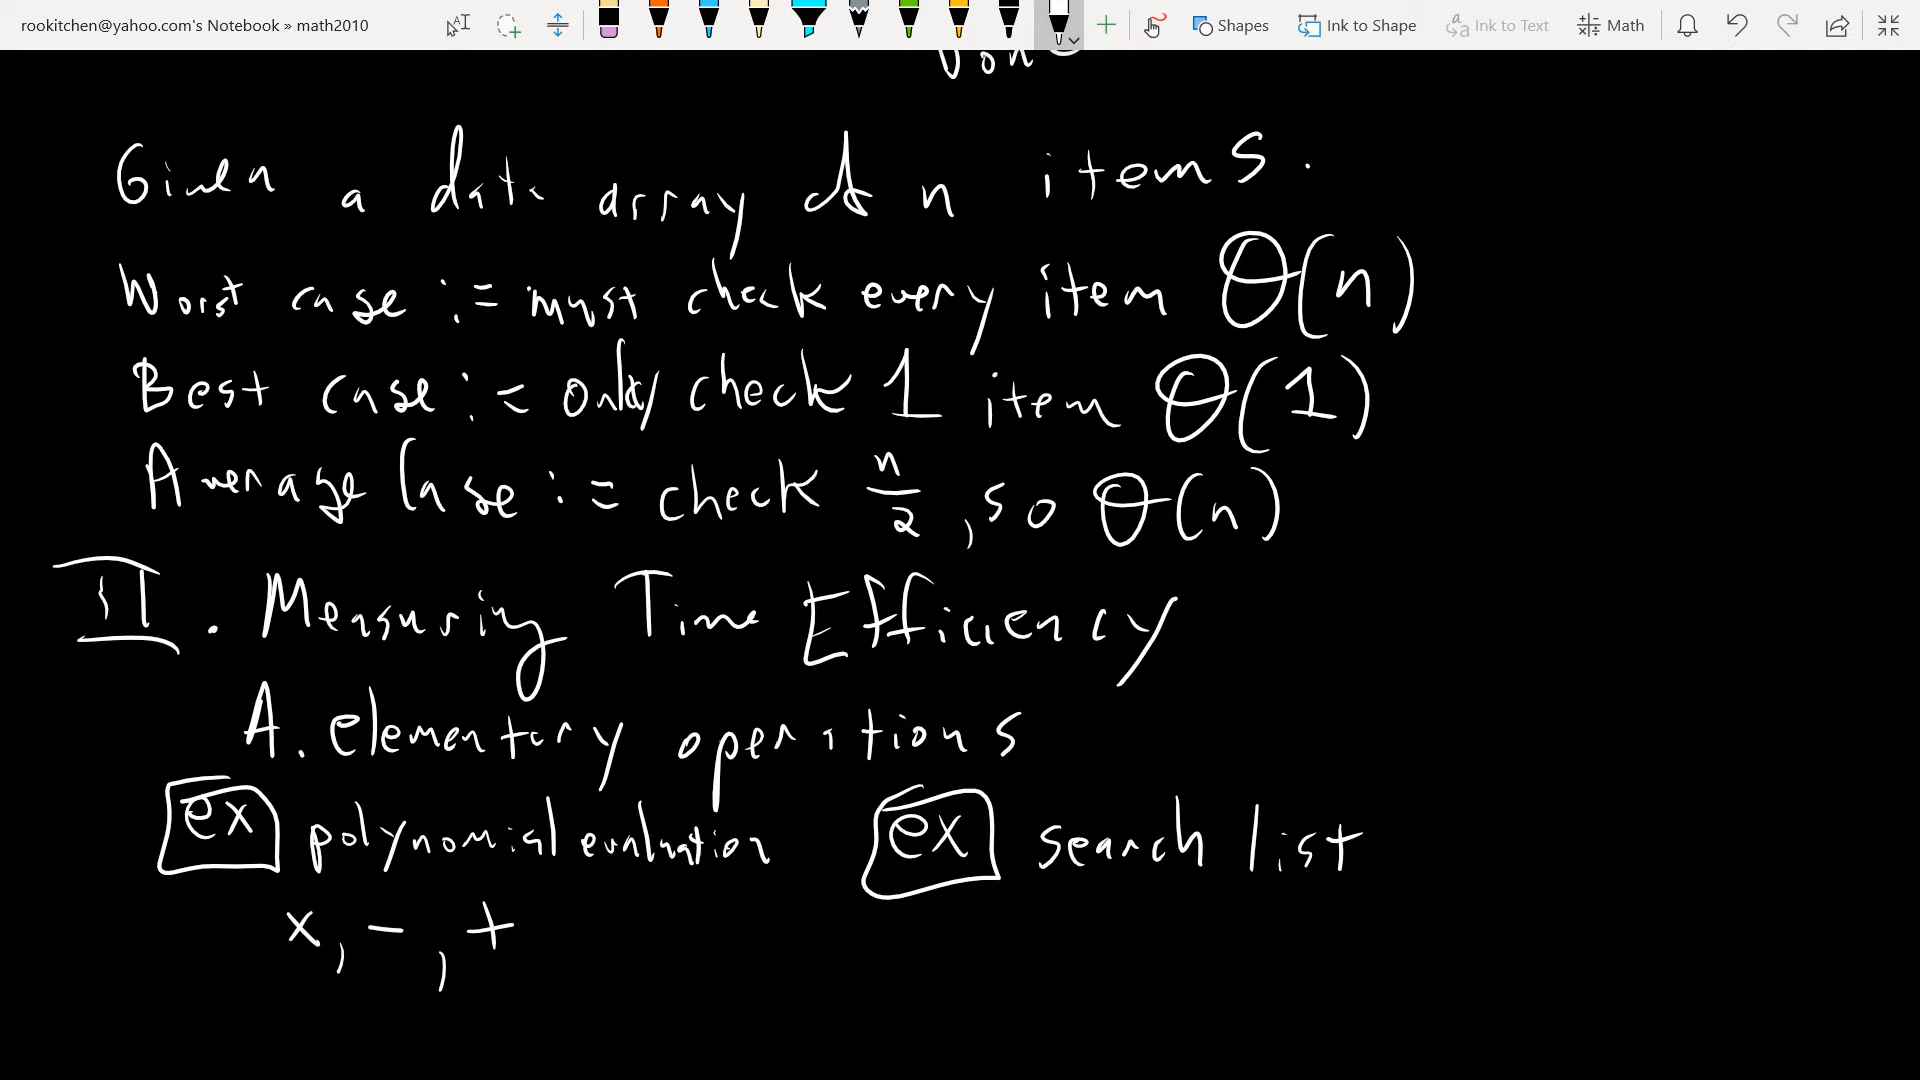 rookitchen@yahoo.com's Notebook » math2010 Shapes Ink to Shape Ink to Text Math
Given a data array A n items.
Worst case := must check every item O(n)
Best case := only check 1 item O(1)
Average Case := check n/2, so O(n)
II. Measuring Time Efficiency
A. elementary operations
ex polynomial evaluation ex search list
x, -, +